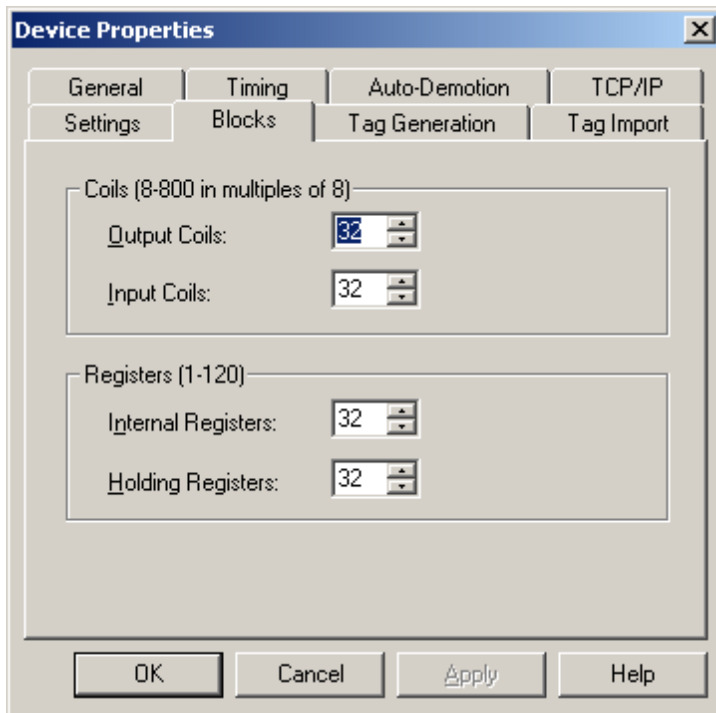 Device Properties
General Timing Auto-Demotion TCP/IP
Settings Blocks Tag Generation Tag Import
Coils (8-800 in multiples of 8)
Output Coils: 32
Input Coils: 32
Registers (1-120)
Internal Registers: 32
Holding Registers: 32
OK Cancel Apply Help